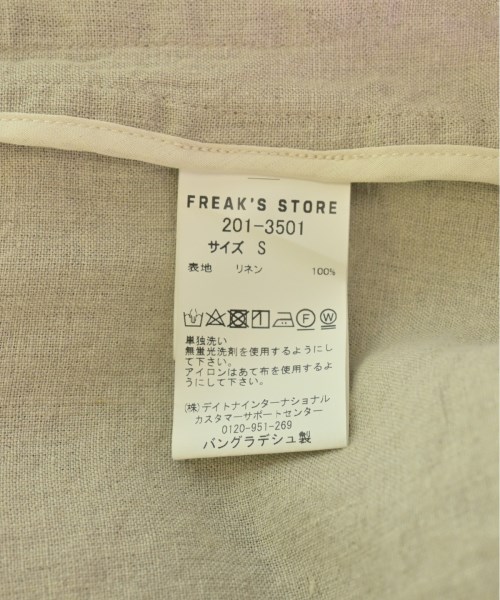 FREAK'S STORE
201-3501
サイズ S
表地 リネン 100%
単独洗い
無蛍光洗剤を使用するようにし
て下さい。
アイロンはあて布を使用するよ
うにして下さい。
(株)デイトナインターナショナル
カスタマーサポートセンター
0120-951-269
バングラデシュ製